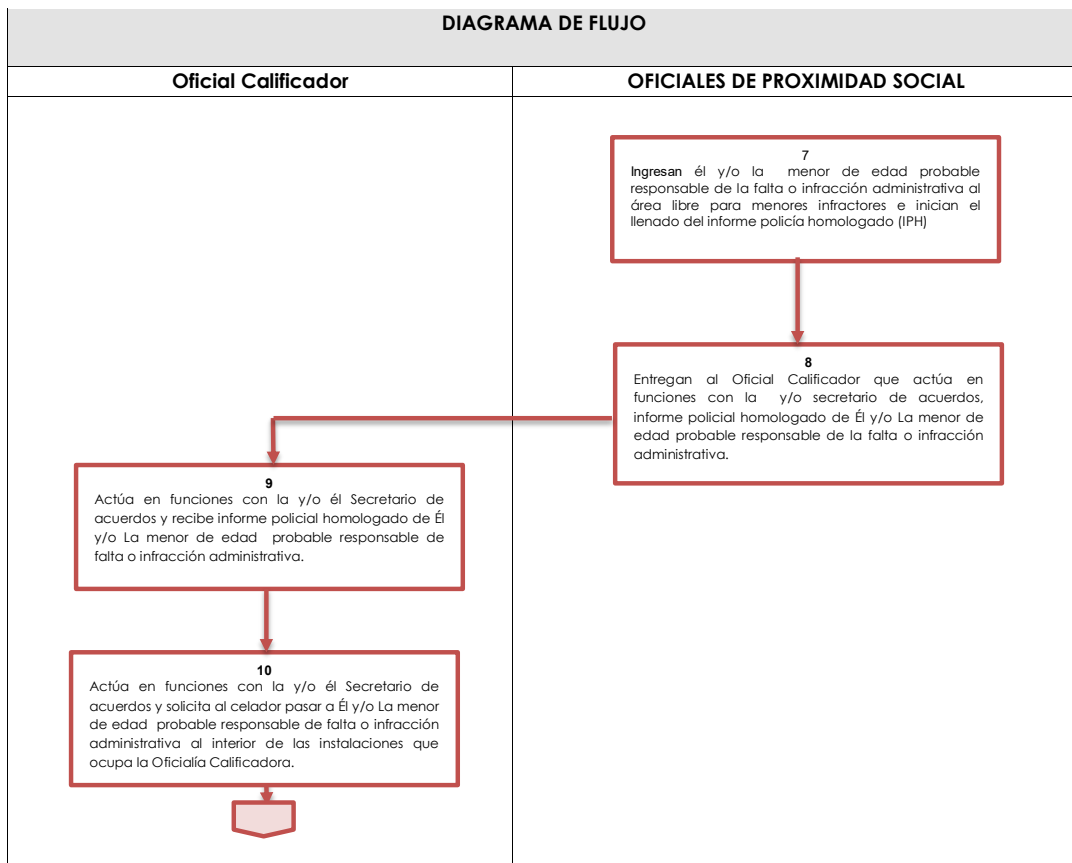 DIAGRAMA DE FLUJO
Oficial Calificador
OFICIALES DE PROXIMIDAD SOCIAL
7
Ingresan él y/o la menor de edad probable
responsable de la falta o infracción administrativa al
área libre para menores infractores e inician el
llenado del informe policía homologado (IPH)
8
Entregan al Oficial Calificador que actúa en
funciones con la y/o secretario de acuerdos,
informe policial homologado de Él y/o La menor de
edad probable responsable de la falta o infracción
administrativa.
9
Actúa en funciones con la y/o él Secretario de
acuerdos y recibe informe policial homologado de Él
y/o La menor de edad probable responsable de
falta o infracción administrativa.
10
Actúa en funciones con la y/o él Secretario de
acuerdos y solicita al celador pasar a Él y/o La menor
de edad probable responsable de falta o infracción
administrativa al interior de las instalaciones que
ocupa la Oficialía Calificadora.